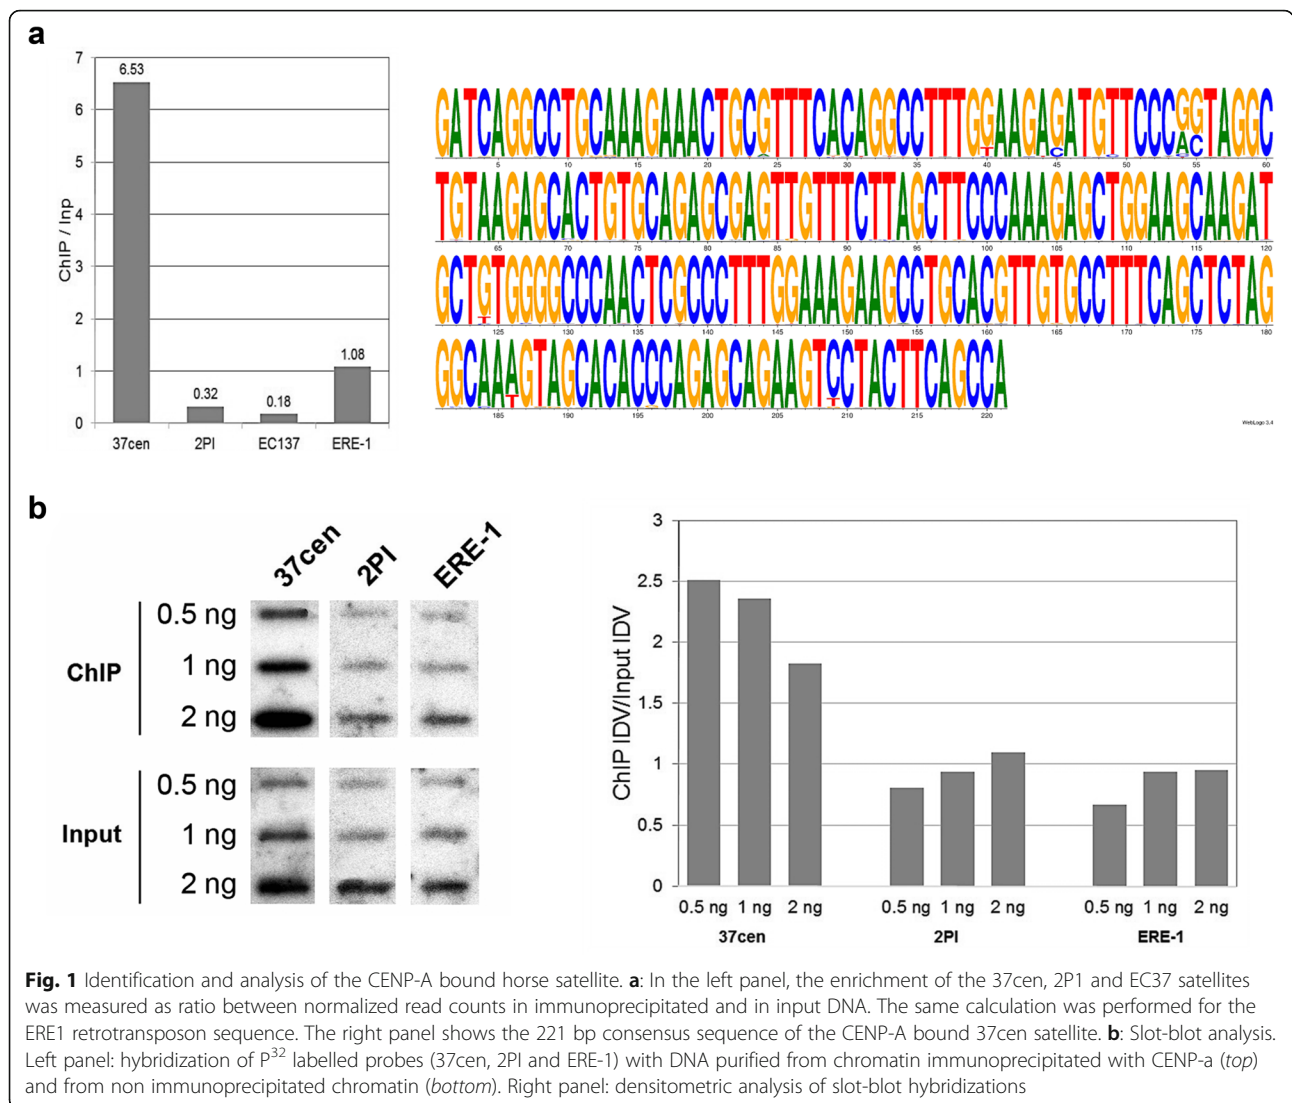 a
7
6
5
4
3
2
1
0
ChIP / Inp
6.53
0.32
0.18
1.08
37cen 2PI EC137 ERE-1
GATCAGGCCTGCAAAGAAACTGCGTTTCACAGGCCTTTGGAAGAGATGTTCCCGGTAGGC
5 10 15 20 25 30 35 40 45 50 55 60
TGTAAGAGCACTGTGCAGAGCGAGTTGTTTCTTAGCTTCCCAAAGAGCTGGAAGCAAGAT
65 70 75 80 85 90 95 100 105 110 115 120
GCTGTGGGGCCCAACTCGCCCTTTGGAAAGAAGCCTGCACGTTGTGCCTTTCAGCTCTAG
125 130 135 140 145 150 155 160 165 170 175 180
GGCAAAGTAGCACACCCAGAGCAGAAGTCCTACTTCAGCCA
185 190 195 200 205 210 215 220
WebLogo 3.4
b
37cen 2PI ERE-1
ChIP
0.5 ng
1 ng
2 ng
Input
0.5 ng
1 ng
2 ng
3
2.5
2
1.5
1
0.5
0
ChIP IDV/Input IDV
0.5 ng 1 ng 2 ng 0.5 ng 1 ng 2 ng 0.5 ng 1 ng 2 ng
37cen 2PI ERE-1
Fig. 1 Identification and analysis of the CENP-A bound horse satellite. a: In the left panel, the enrichment of the 37cen, 2P1 and EC37 satellites
was measured as ratio between normalized read counts in immunoprecipitated and in input DNA. The same calculation was performed for the
ERE1 retrotransposon sequence. The right panel shows the 221 bp consensus sequence of the CENP-A bound 37cen satellite. b: Slot-blot analysis.
Left panel: hybridization of P32 labelled probes (37cen, 2PI and ERE-1) with DNA purified from chromatin immunoprecipitated with CENP-a (top)
and from non immunoprecipitated chromatin (bottom). Right panel: densitometric analysis of slot-blot hybridizations